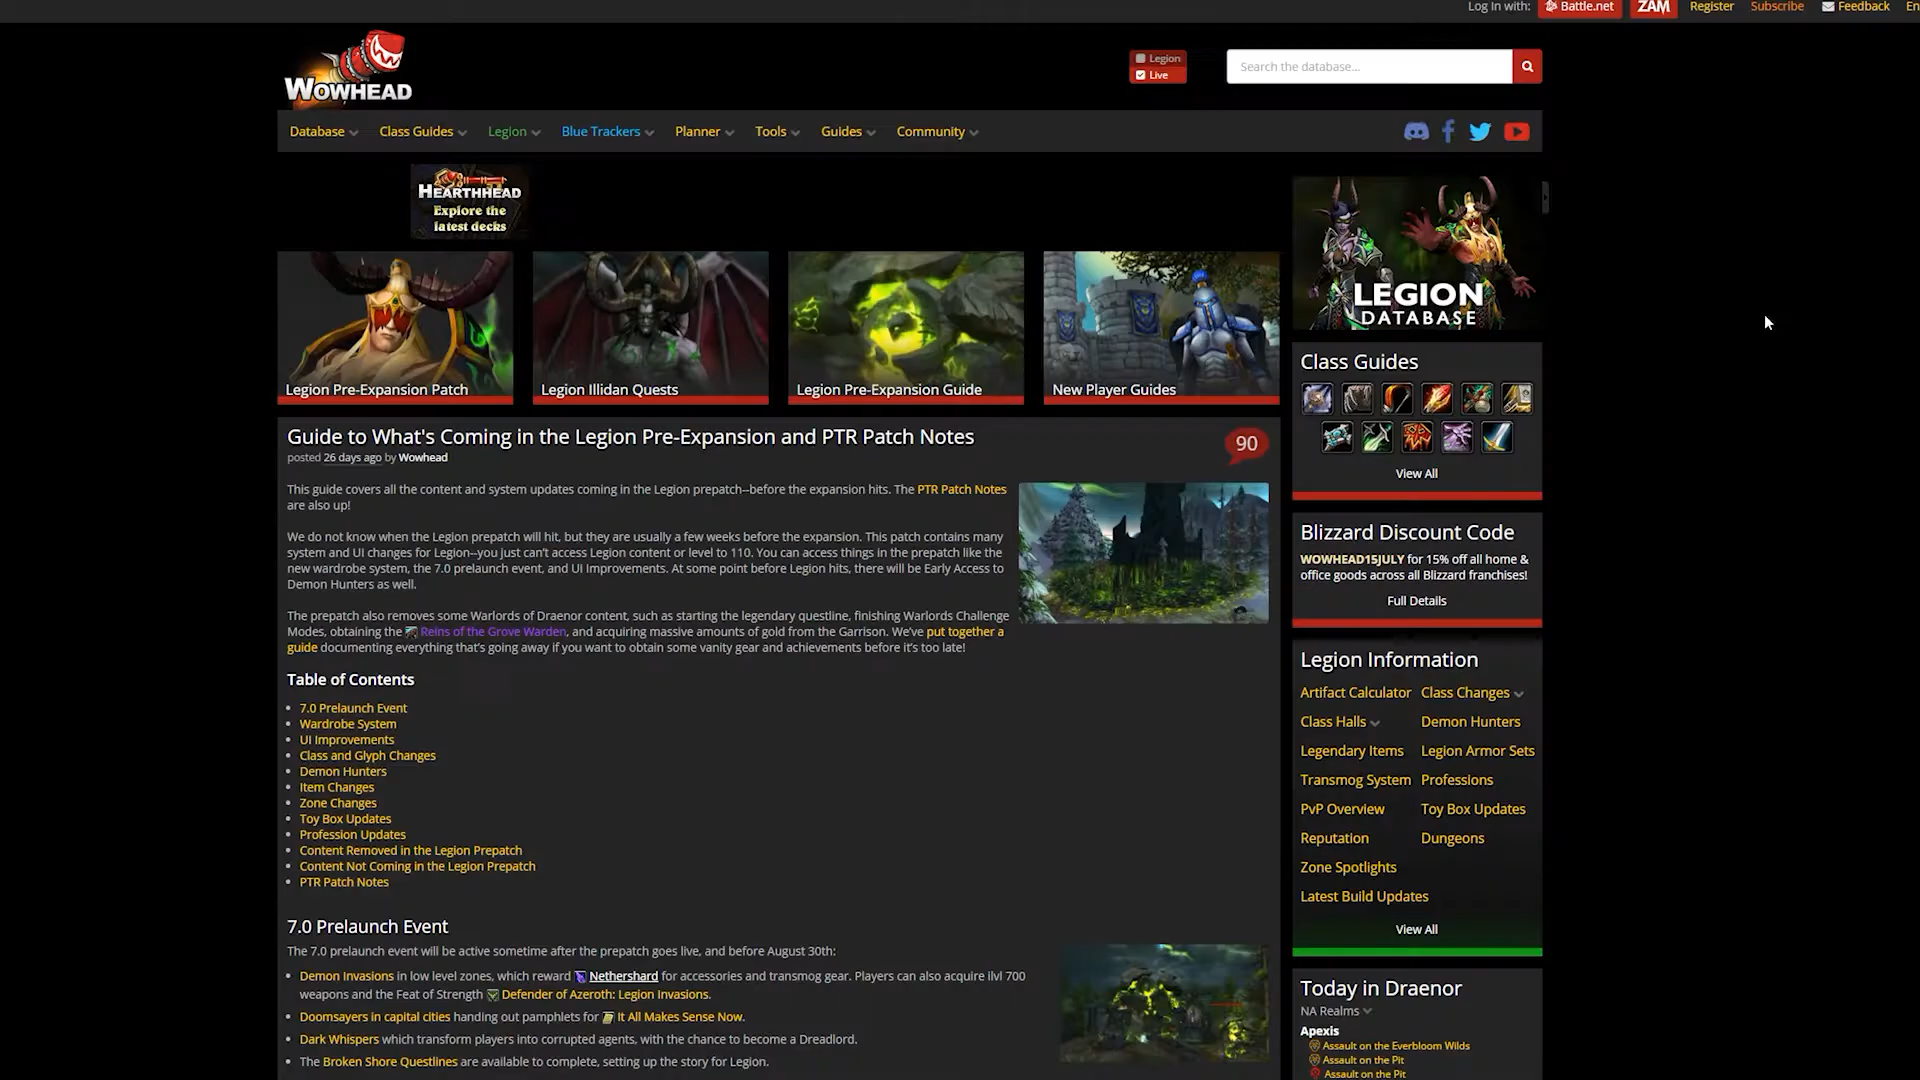 Log In with: Battle.net ZAM Register Subscribe Feedback En
WOWHEAD
Legion
Live
Search the database...
Database Class Guides Legion Blue Trackers Planner Tools Guides Community
HEARTHHEAD
Explore the
latest decks
Legion Pre-Expansion Patch
Legion Illidan Quests
Legion Pre-Expansion Guide
New Player Guides
LEGION
DATABASE
Guide to What's Coming in the Legion Pre-Expansion and PTR Patch Notes
90
posted 26 days ago by Wowhead
This guide covers all the content and system updates coming in the Legion prepatch--before the expansion hits. The PTR Patch Notes
are also up!
We do not know when the Legion prepatch will hit, but they are usually a few weeks before the expansion. This patch contains many
system and UI changes for Legion--you just can't access Legion content or level to 110. You can access things in the prepatch like the
new wardrobe system, the 7.0 prelaunch event, and UI Improvements. At some point before Legion hits, there will be Early Access to
Demon Hunters as well.
The prepatch also removes some Warlords of Draenor content, such as starting the legendary questline, finishing Warlords Challenge
Modes, obtaining the Reins of the Grove Warden, and acquiring massive amounts of gold from the Garrison. We've put together a
guide documenting everything that's going away if you want to obtain some vanity gear and achievements before it's too late!
Table of Contents
7.0 Prelaunch Event
Wardrobe System
UI Improvements
Class and Glyph Changes
Demon Hunters
Item Changes
Zone Changes
Toy Box Updates
Profession Updates
Content Removed in the Legion Prepatch
Content Not Coming in the Legion Prepatch
PTR Patch Notes
7.0 Prelaunch Event
The 7.0 prelaunch event will be active sometime after the prepatch goes live, and before August 30th:
Demon Invasions in low level zones, which reward Nethershard for accessories and transmog gear. Players can also acquire ilvl 700
weapons and the Feat of Strength Defender of Azeroth: Legion Invasions.
Doomsayers in capital cities handing out pamphlets for It All Makes Sense Now.
Dark Whispers which transform players into corrupted agents, with the chance to become a Dreadlord.
The Broken Shore Questlines are available to complete, setting up the story for Legion.
Class Guides
View All
Blizzard Discount Code
WOWHEAD15JULY for 15% off all home &
office goods across all Blizzard franchises!
Full Details
Legion Information
Artifact Calculator Class Changes
Class Halls Demon Hunters
Legendary Items Legion Armor Sets
Transmog System Professions
PvP Overview Toy Box Updates
Reputation Dungeons
Zone Spotlights
Latest Build Updates
View All
Today in Draenor
NA Realms
Apexis
Assault on the Everbloom Wilds
Assault on the Pit
Assault on the Pit